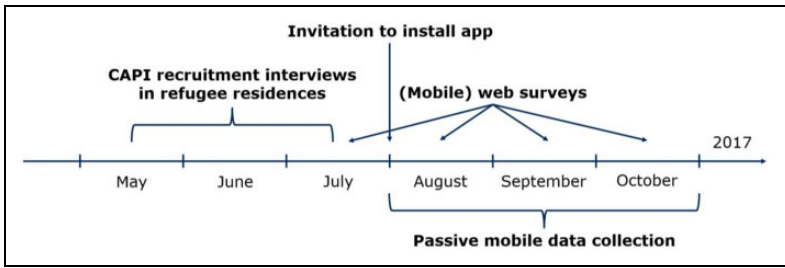 Invitation to install app
CAPI recruitment interviews
in refugee residences
(Mobile) web surveys
2017
May
June
July
August
September
October
Passive mobile data collection